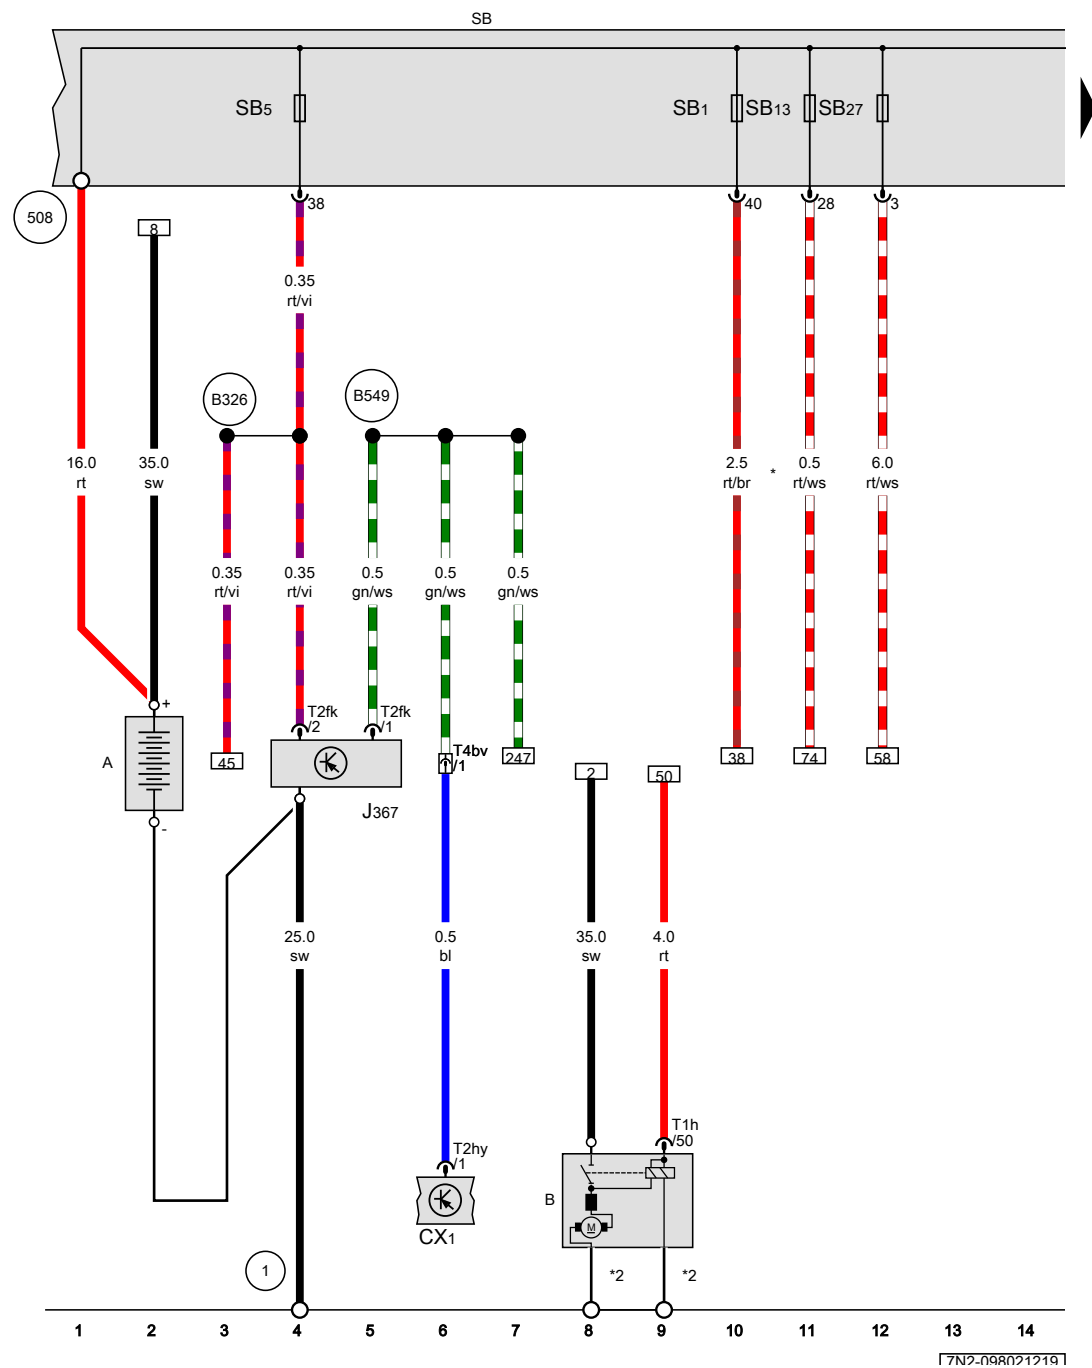 SB
SB5
SB1
SB13
SB27
508
8
38
40
28
3
0.35
rt/vi
B326
B549
16.0
rt
35.0
sw
2.5
rt/br
*
0.5
rt/ws
6.0
rt/ws
0.35
rt/vi
0.35
rt/vi
0.5
gn/ws
0.5
gn/ws
0.5
gn/ws
+
T2fk
/2
T2fk
/1
A
45
T4bv
/1
247
2
50
38
74
58
J367
-
25.0
sw
0.5
bl
35.0
sw
4.0
rt
T2hy
/1
T1h
/50
B
M
CX1
1
*2
*2
1 2 3 4 5 6 7 8 9 10 11 12 13 14
7N2-098021219